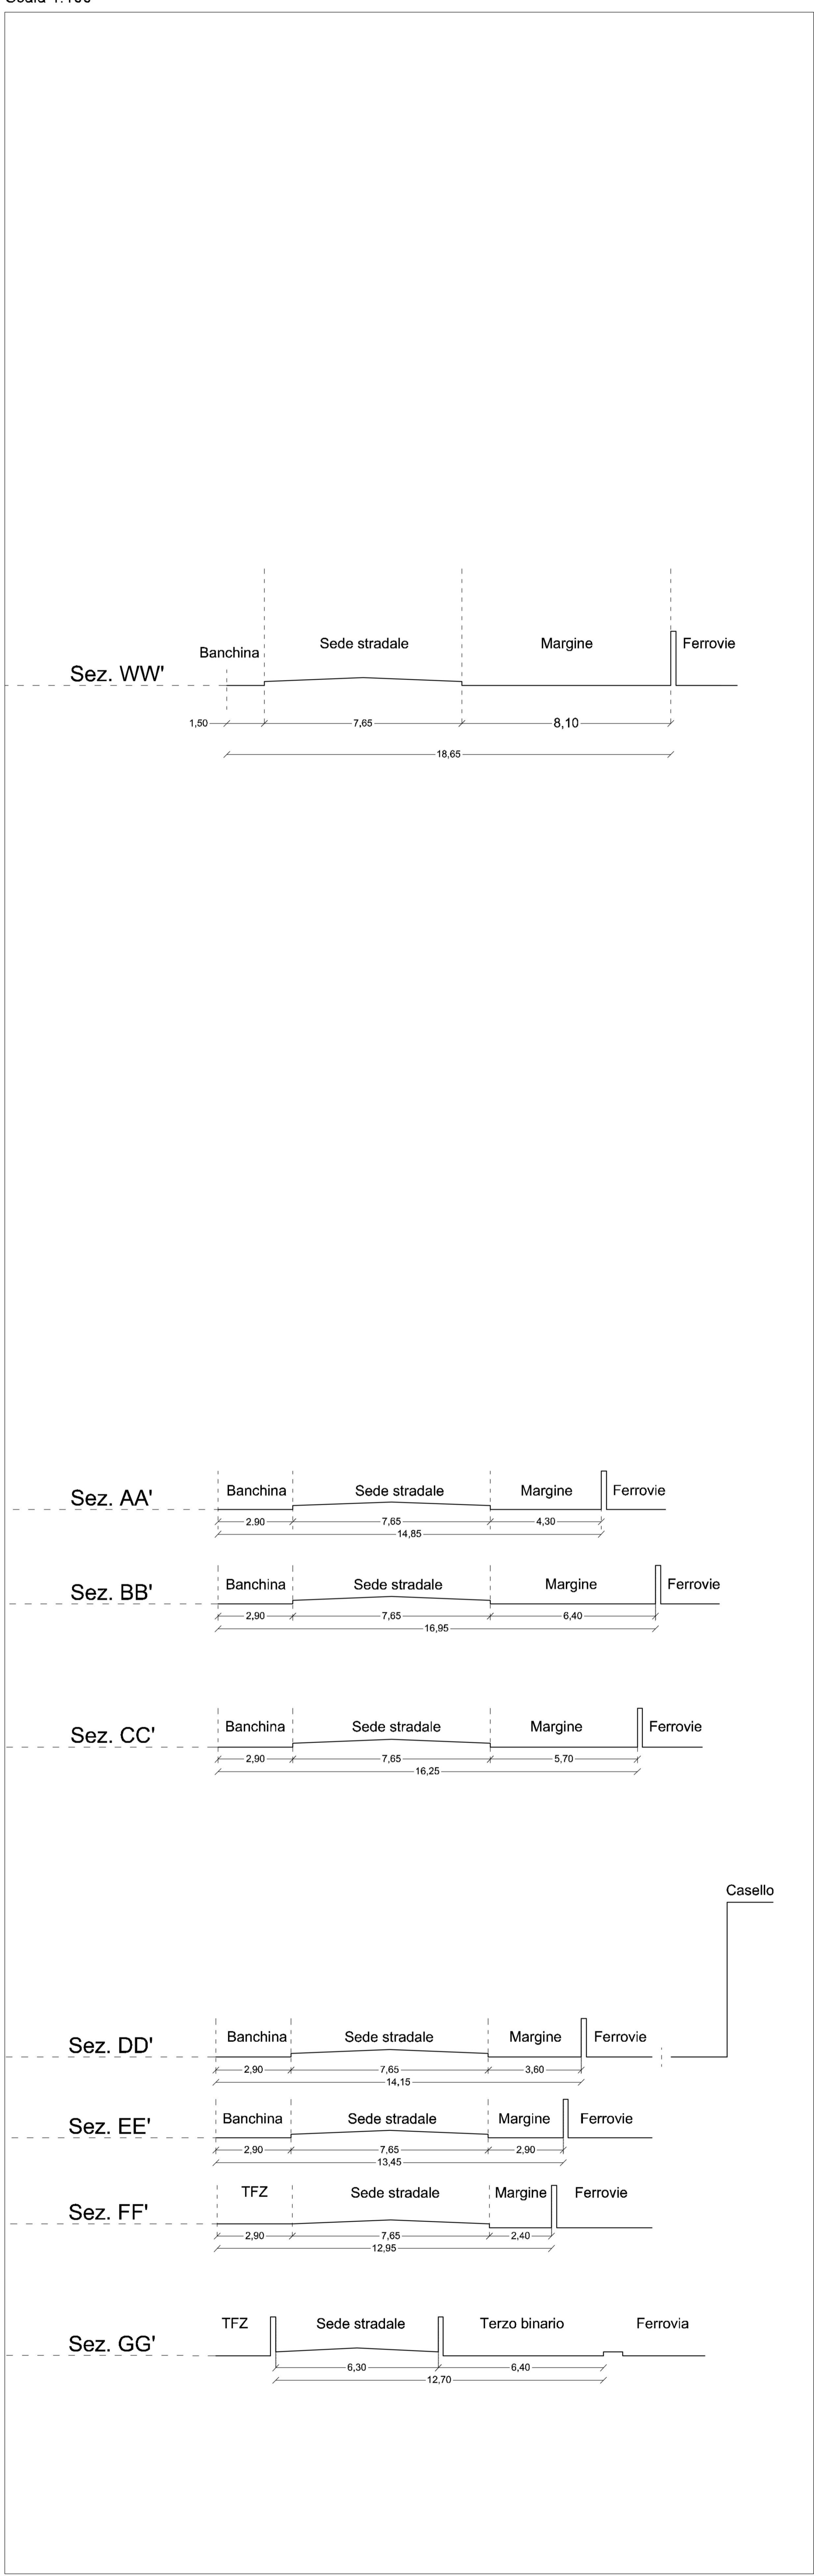 Scala 1:100
Sede stradale Margine Ferrovie
Banchina
Sez. WW'
1,50 7,65 8,10
18,65
Sez. AA' Banchina Sede stradale Margine Ferrovie
2.90 7,65 4,30
14,85
Sez. BB' Banchina Sede stradale Margine Ferrovie
2,90 7,65 6,40
16,95
Sez. CC' Banchina Sede stradale Margine Ferrovie
2,90 7,65 5,70
16,25
Casello
Sez. DD' Banchina Sede stradale Margine Ferrovie
2,90 7,65 3,60
14,15
Sez. EE' Banchina Sede stradale Margine Ferrovie
2,90 7,65 2,90
13,45
Sez. FF' TFZ Sede stradale Margine Ferrovie
2,90 7,65 2,40
12,95
Sez. GG' TFZ Sede stradale Terzo binario Ferrovia
6,30 6,40
12,70